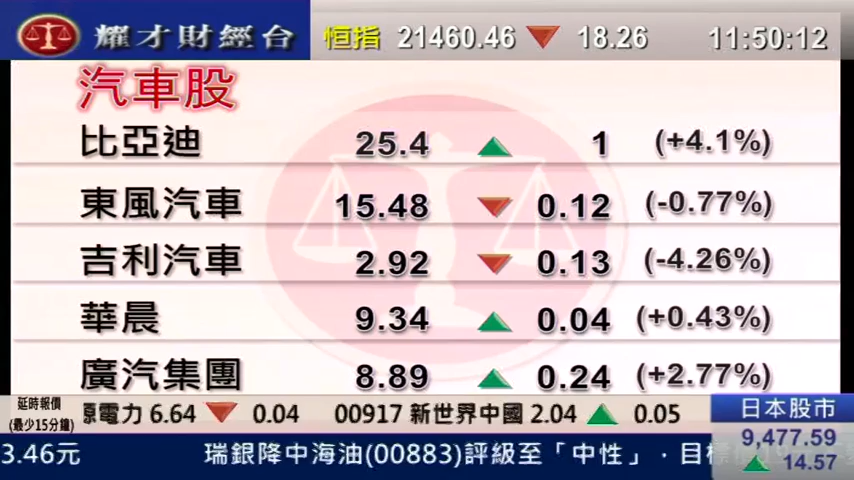 耀才財經台 恒指 21460.46 ▼ 18.26 11:50:12
汽車股
比亞迪 25.4 ▲ 1 (+4.1%)
東風汽車 15.48 ▼ 0.12 (-0.77%)
吉利汽車 2.92 ▼ 0.13 (-4.26%)
華晨 9.34 ▲ 0.04 (+0.43%)
廣汽集團 8.89 ▲ 0.24 (+2.77%)
延時報價
(最少15分鐘)
源電力 6.64 ▼ 0.04 00917 新世界中國 2.04 ▲ 0.05
日本股市
9,477.59
▲ 14.57
3.46元 瑞銀降中海油(00883)評級至「中性」﹐目標